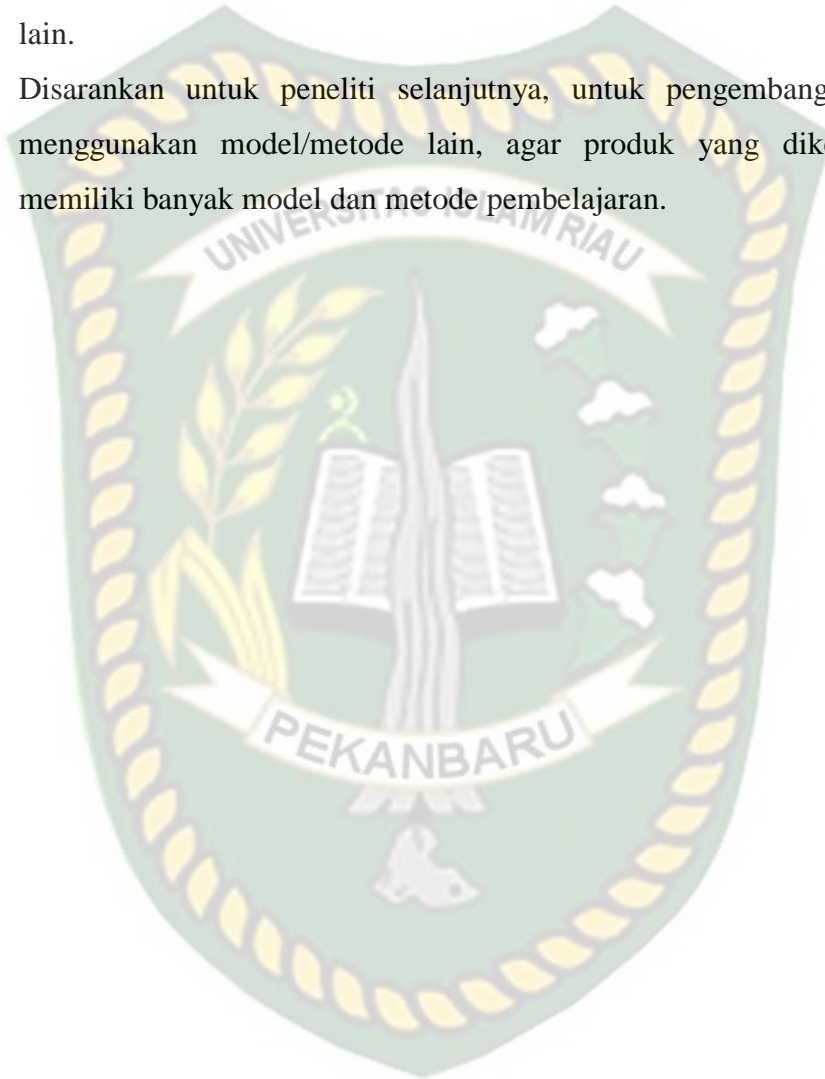 lain.
Disarankan untuk peneliti selanjutnya, untuk pengembang
menggunakan model/metode lain, agar produk yang dik
memiliki banyak model dan metode pembelajaran.
UNIVERSITAS ISLAM RIAU
PEKANBARU